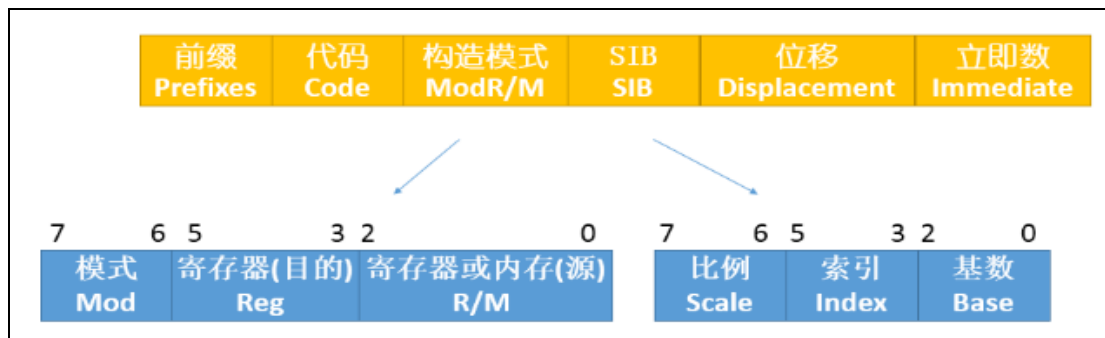 前缀 代码 构造模式 SIB 位移 立即数
Prefixes Code ModR/M SIB Displacement Immediate
7 6 5 3 2 0 7 6 5 3 2 0
模式 寄存器(目的) 寄存器或内存(源) 比例 索引 基数
Mod Reg R/M Scale Index Base